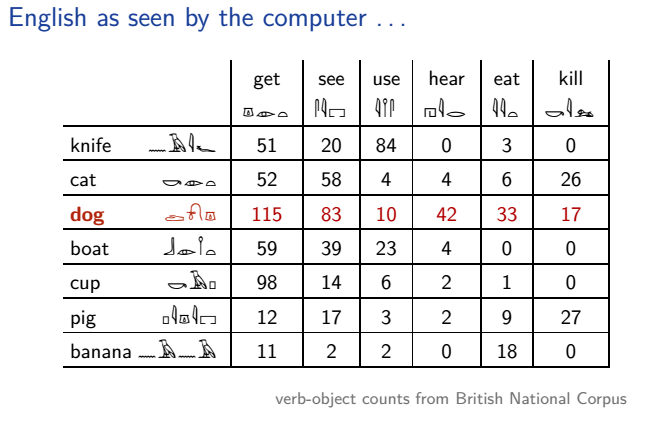 English as seen by the computer ...
get see use hear eat kill
knife 51 20 84 0 3 0
cat 52 58 4 4 6 26
dog 115 83 10 42 33 17
boat 59 39 23 4 0 0
cup 98 14 6 2 1 0
pig 12 17 3 2 9 27
banana 11 2 2 0 18 0
verb-object counts from British National Corpus